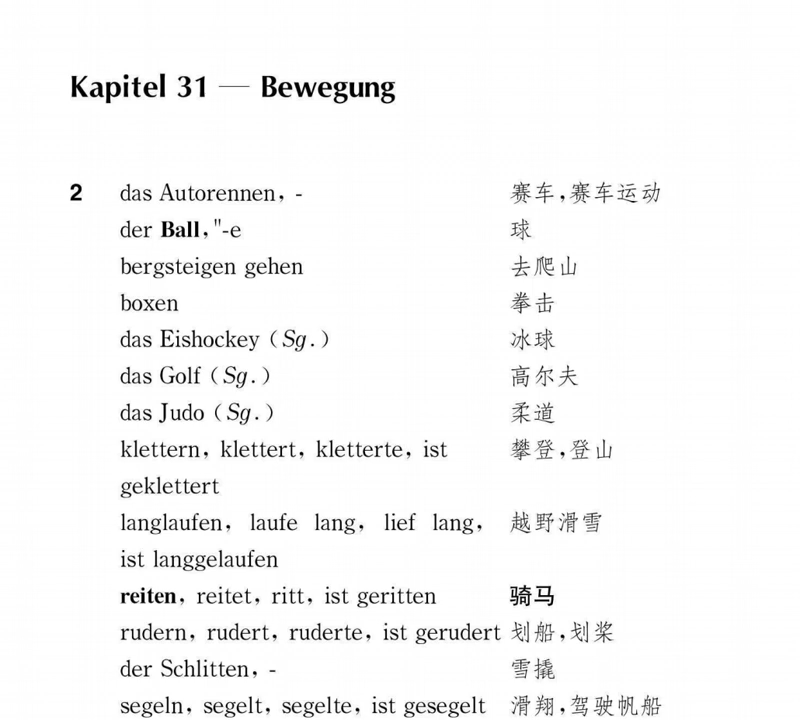 Kapitel 31 — Bewegung
2 das Autorennen, - 赛车,赛车运动
der Ball, "-e 球
bergsteigen gehen 去爬山
boxen 拳击
das Eishockey (Sg.) 冰球
das Golf (Sg.) 高尔夫
das Judo (Sg.) 柔道
klettern, klettert, kletterte, ist 攀登,登山
geklettert
langlaufen, laufe lang, lief lang, 越野滑雪
ist langgelaufen
reiten, reitet, ritt, ist geritten 骑马
rudern, rudert, ruderte, ist gerudert 划船,划桨
der Schlitten, - 雪橇
segeln, segelt, segelte, ist gesegelt 滑翔,驾驶帆船